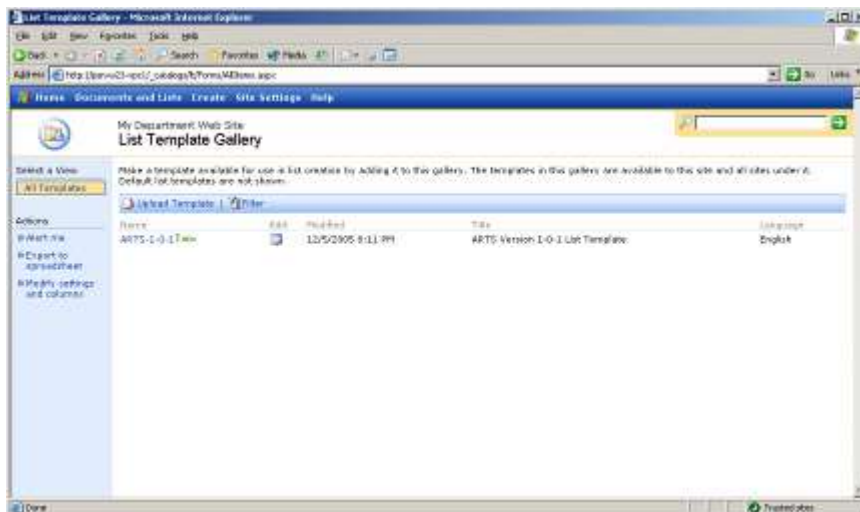 List Template Gallery - Microsoft Internet Explorer
File Edit View Favorites Tools Help
Back Search Favorites Media
Address Go Links
Home Documents and Lists Create Site Settings Help
My Department Web Site
List Template Gallery
Select a View
All Templates
Make a template available for use in list creation by adding it to this gallery. The templates in this gallery are available to this site and all sites under it.
Default list templates are not shown.
Upload Template | Filter
Actions
Alert me
Export to
spreadsheet
Modify settings
and columns
Name Edit Modified Title Language
ARTS-1-0-1 12/5/2005 PM ARTS Version 1-0-1 List Template English
Done Trusted sites